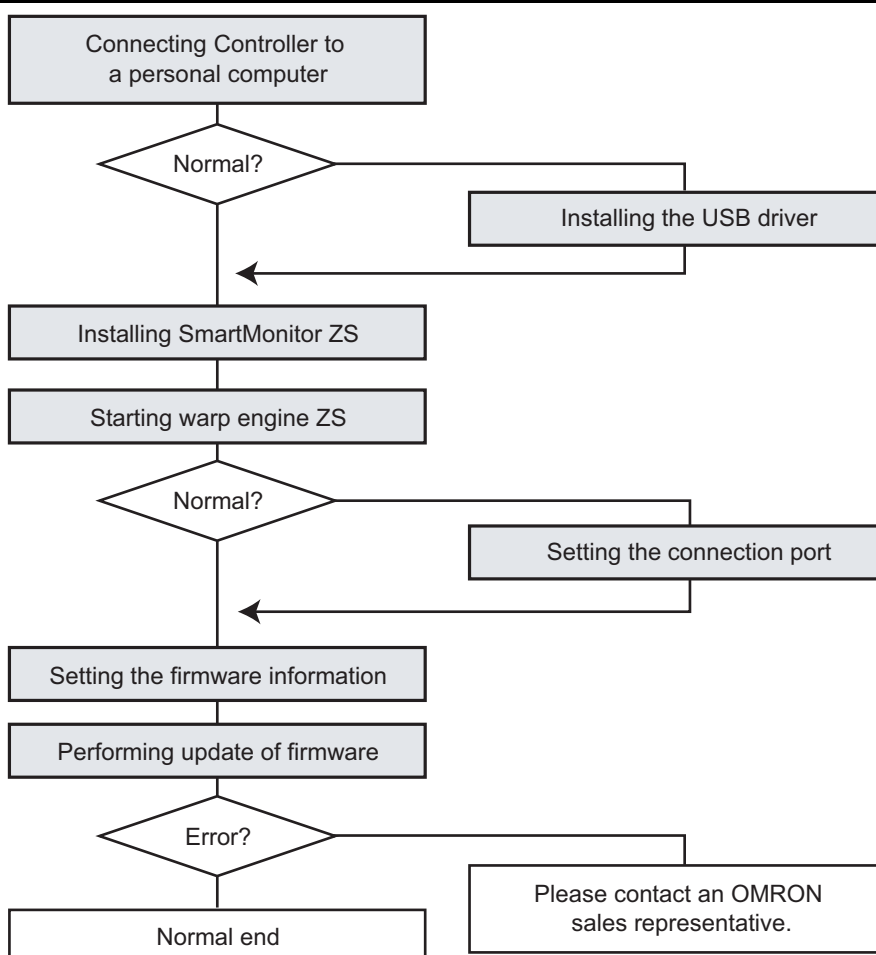 Connecting Controller to
a personal computer
Normal?
Installing the USB driver
Installing SmartMonitor ZS
Starting warp engine ZS
Normal?
Setting the connection port
Setting the firmware information
Performing update of firmware
Error?
Please contact an OMRON
sales representative.
Normal end